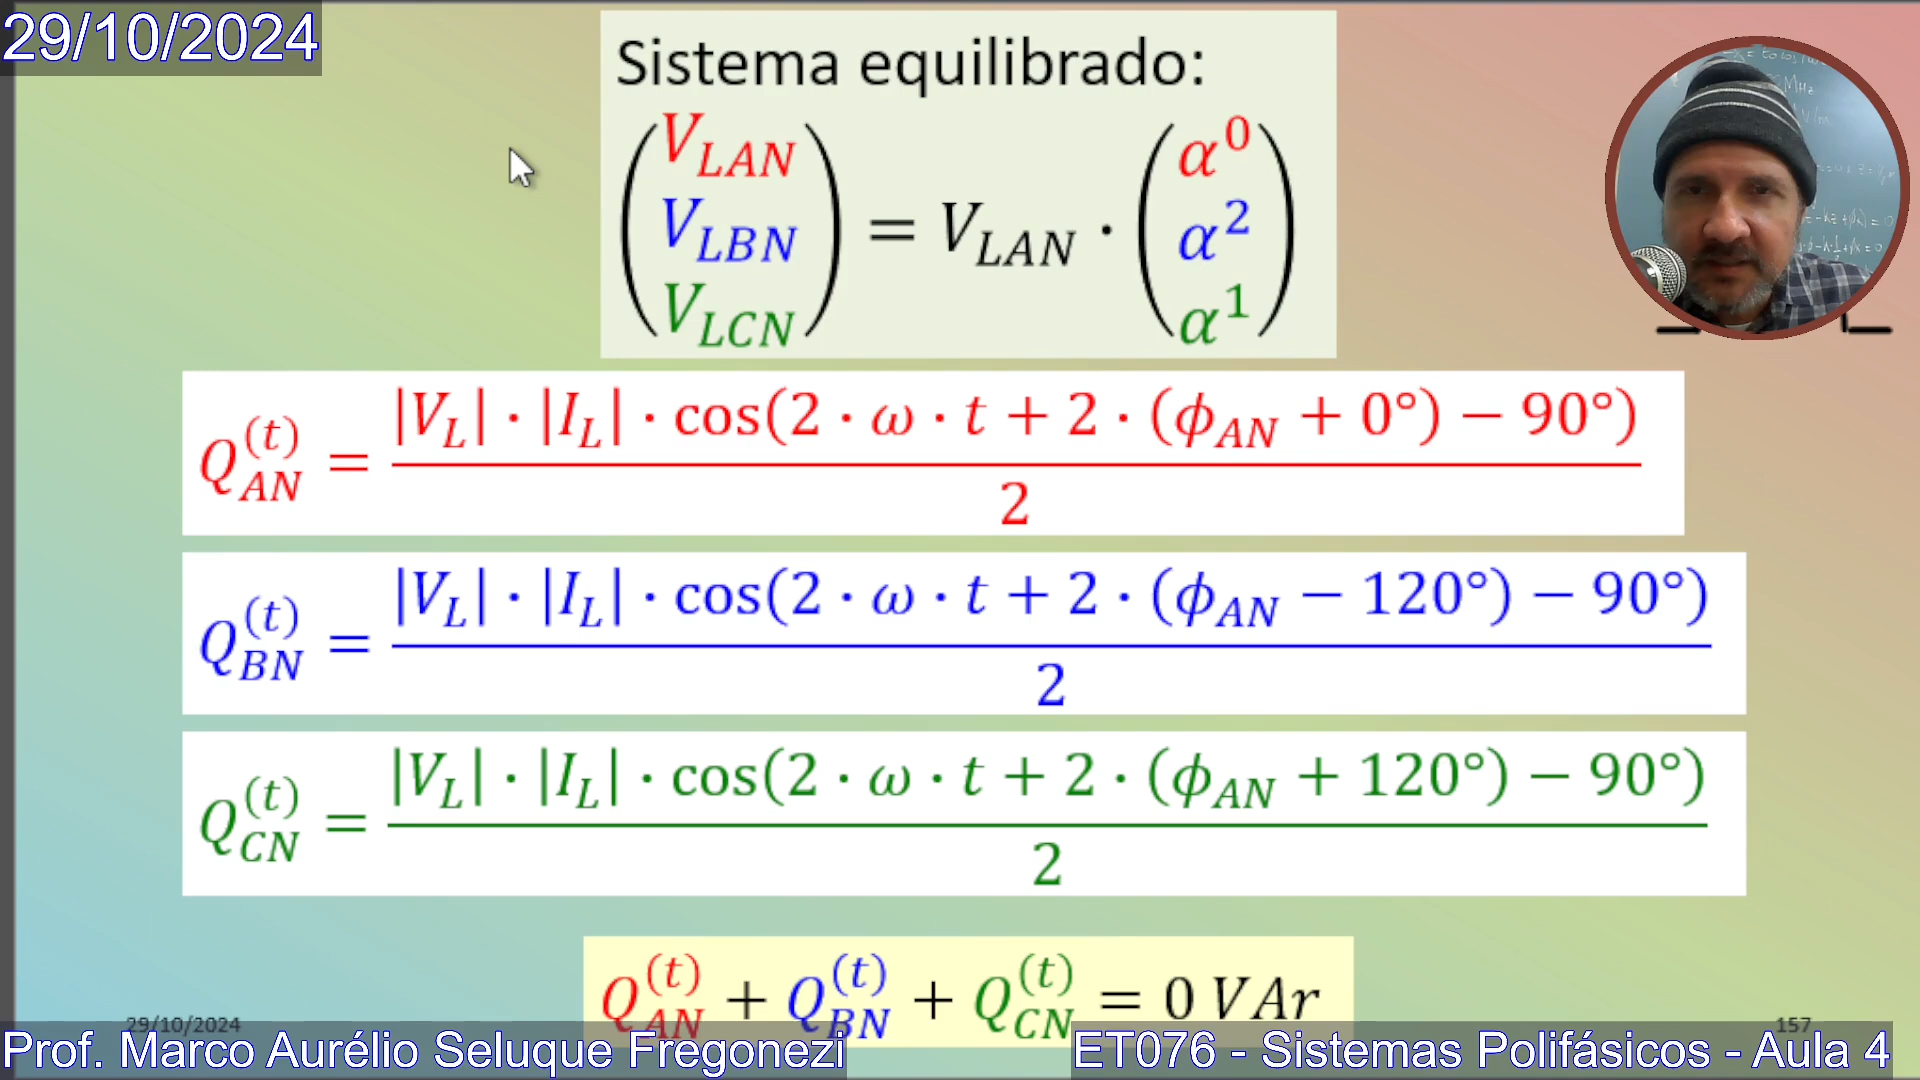 29/10/2024
Sistema equilibrado:
(V_LAN V_LBN V_LCN) = V_LAN · (α^0 α^2 α^1)
Q_AN^(t) = |V_L| · |I_L| · cos(2 · ω · t + 2 · (ϕ_AN + 0°) − 90°) / 2
Q_BN^(t) = |V_L| · |I_L| · cos(2 · ω · t + 2 · (ϕ_AN − 120°) − 90°) / 2
Q_CN^(t) = |V_L| · |I_L| · cos(2 · ω · t + 2 · (ϕ_AN + 120°) − 90°) / 2
Q_AN^(t) + Q_BN^(t) + Q_CN^(t) = 0 VAr
29/10/2024
157
Prof. Marco Aurélio Seluque Fregonezi
ET076 - Sistemas Polifásicos - Aula 4